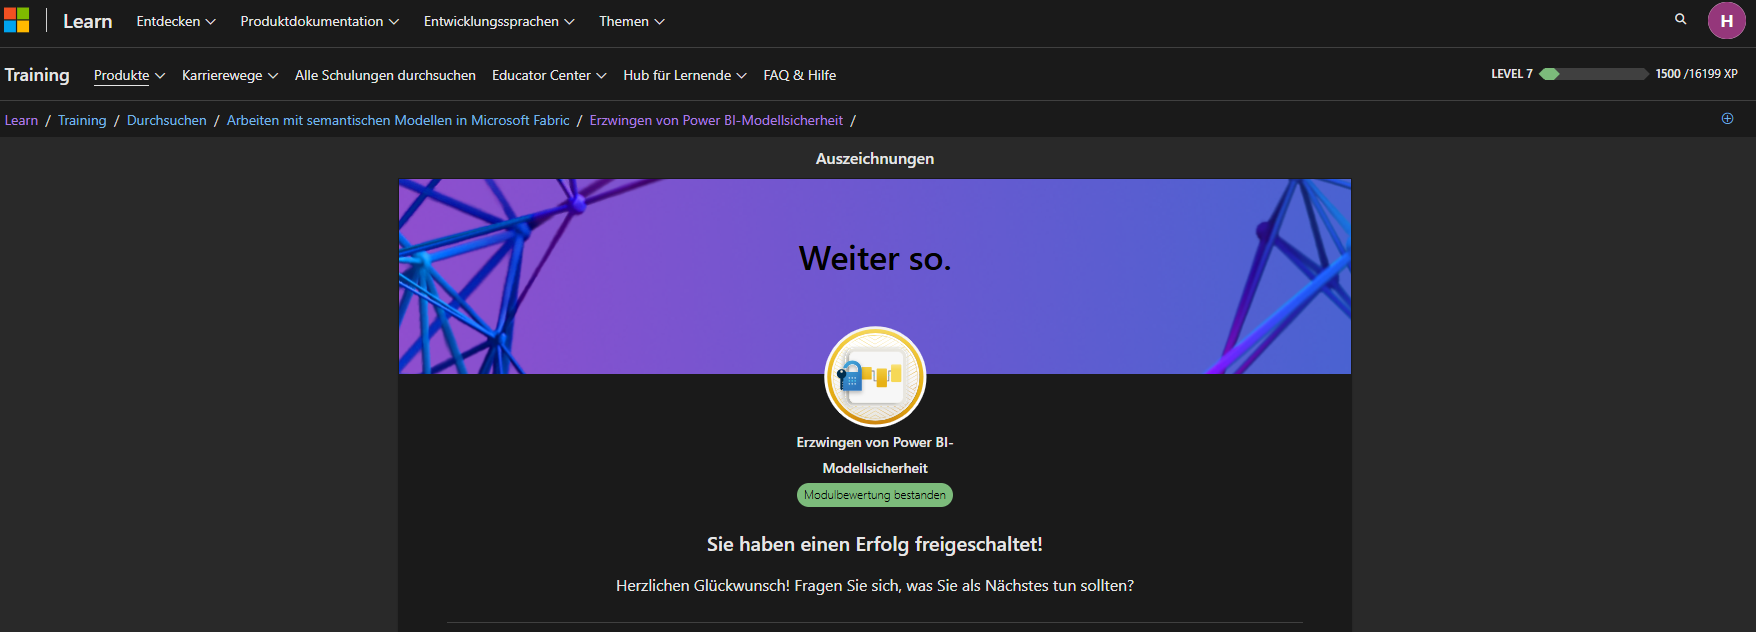 Learn Entdecken Produktdokumentation Entwicklungssprachen Themen H
Training Produkte Karrierewege Alle Schulungen durchsuchen Educator Center Hub für Lernende FAQ & Hilfe LEVEL 7 1500 /16199 XP
Learn / Training / Durchsuchen / Arbeiten mit semantischen Modellen in Microsoft Fabric / Erzwingen von Power BI-Modellsicherheit /
Auszeichnungen
Weiter so.
Erzwingen von Power BI-
Modellsicherheit
Modulbewertung bestanden
Sie haben einen Erfolg freigeschaltet!
Herzlichen Glückwunsch! Fragen Sie sich, was Sie als Nächstes tun sollten?